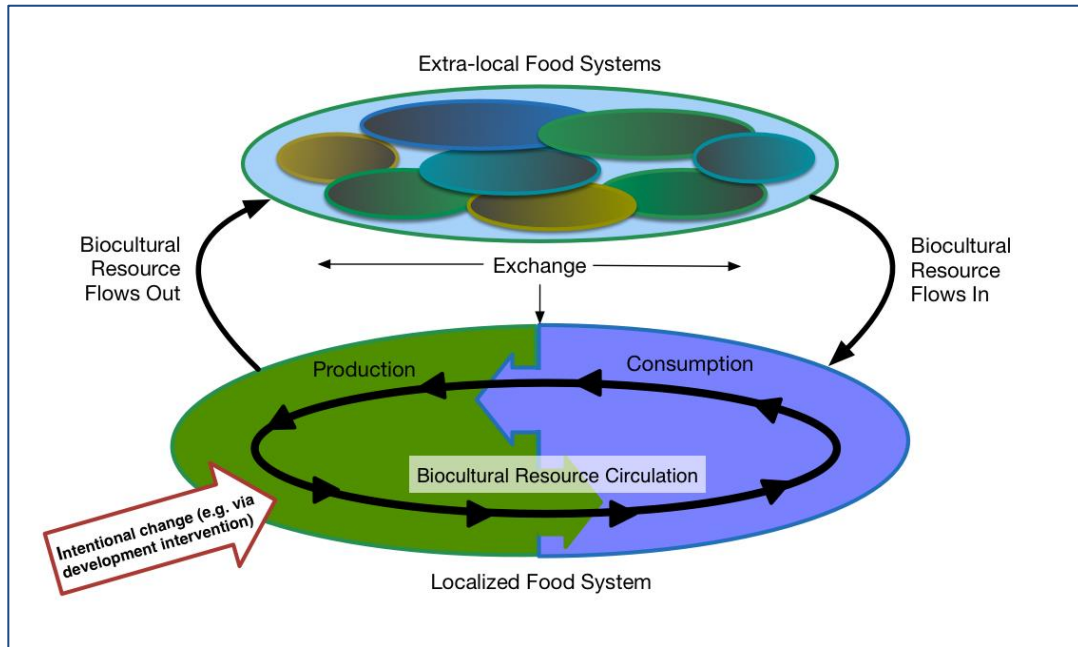 Extra-local Food Systems
Biocultural
Resource
Flows Out
Exchange
Biocultural
Resource
Flows In
Production
Consumption
Biocultural Resource Circulation
Intentional change (e.g. via
development intervention)
Localized Food System